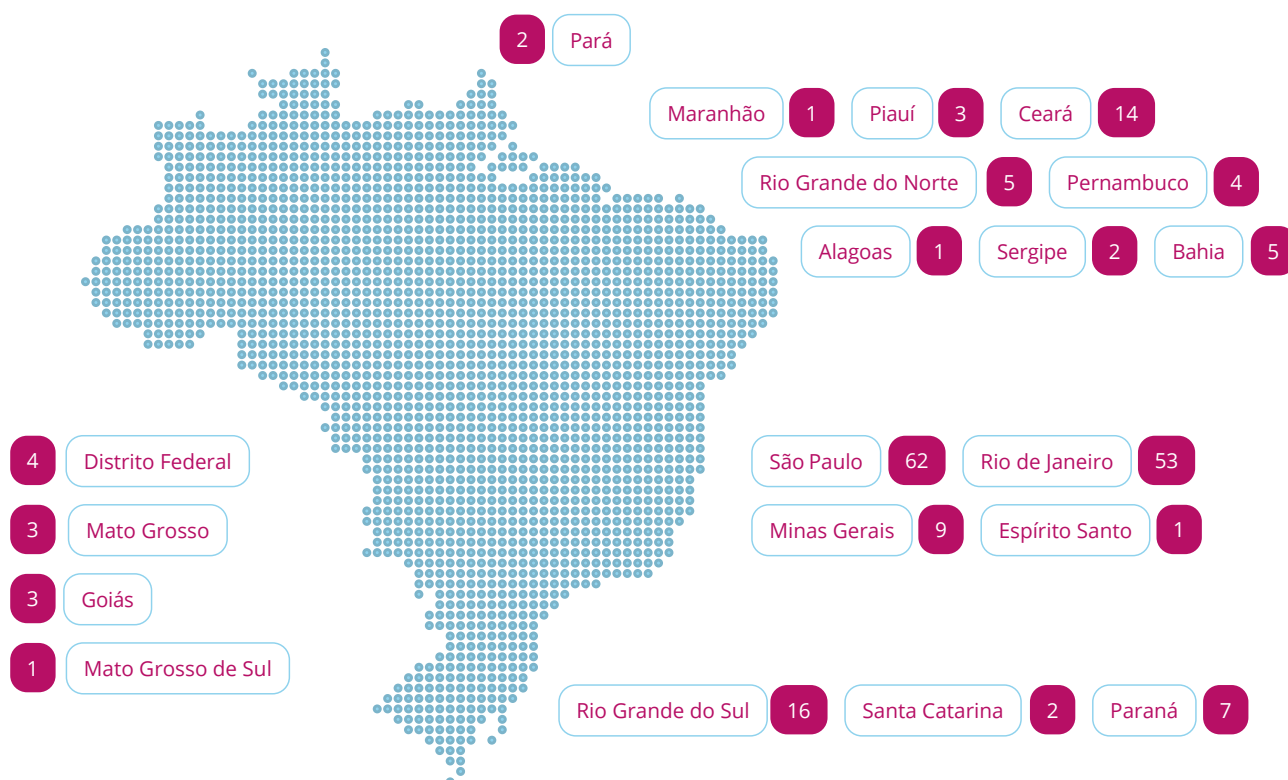 2 Pará
Maranhão 1 Piauí 3 Ceará 14
Rio Grande do Norte 5 Pernambuco 4
Alagoas 1 Sergipe 2 Bahia 5
4 Distrito Federal
São Paulo 62 Rio de Janeiro 53
3 Mato Grosso
Minas Gerais 9 Espírito Santo 1
3 Goiás
1 Mato Grosso de Sul
Rio Grande do Sul 16 Santa Catarina 2 Paraná 7